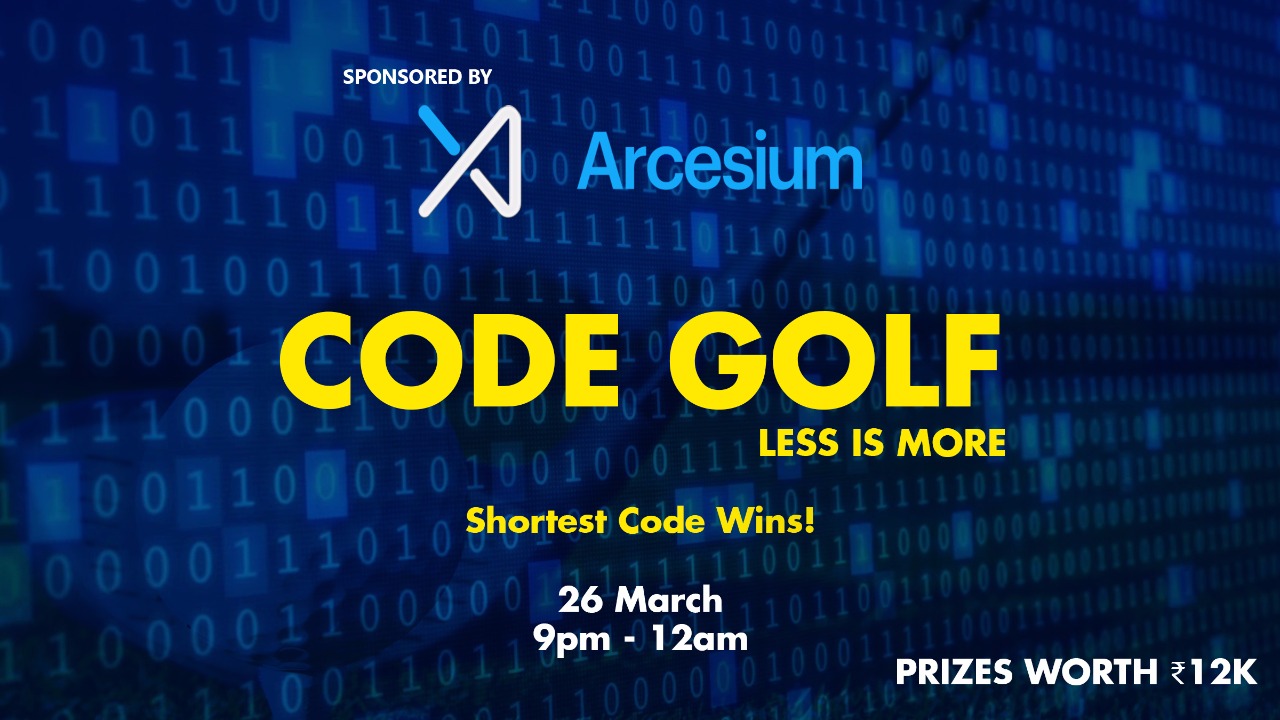 SPONSORED BY
Arcesium
CODE GOLF
LESS IS MORE
Shortest Code Wins!
26 March
9pm - 12am
PRIZES WORTH ₹12K